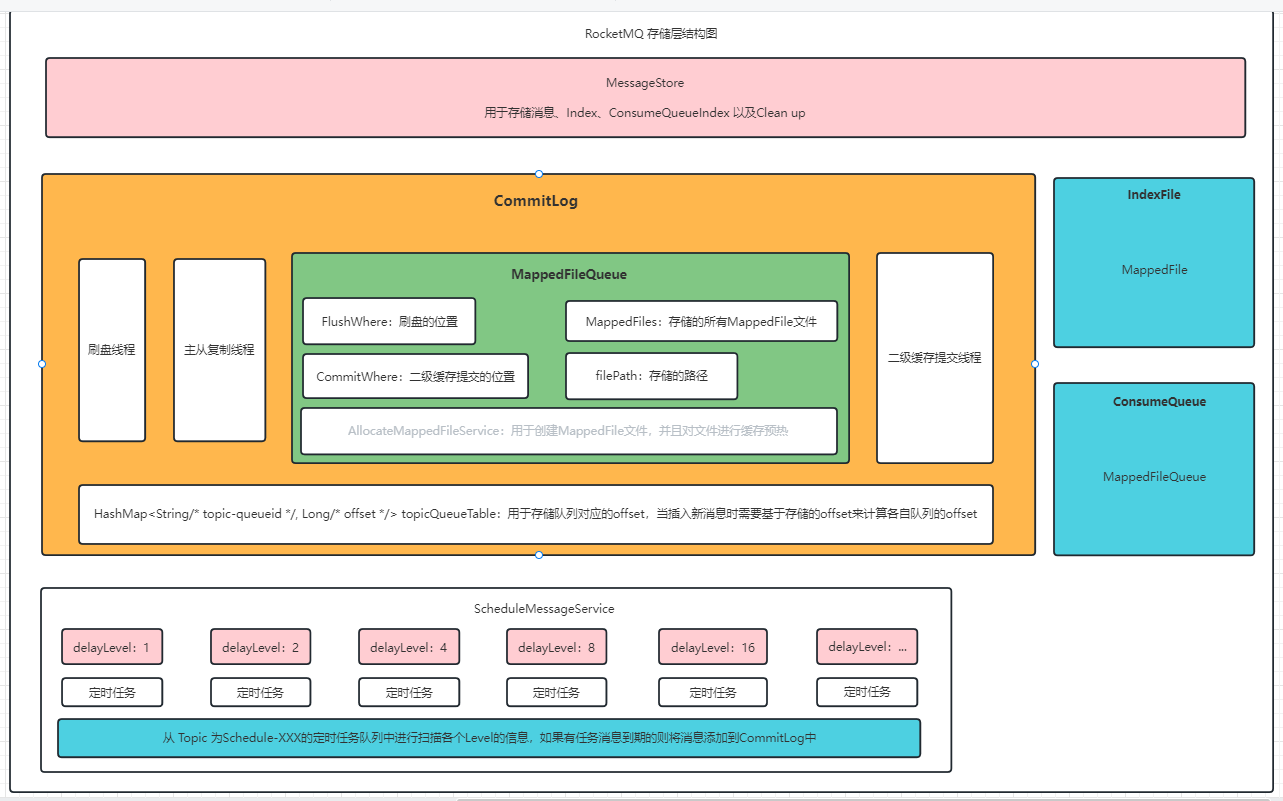 RocketMQ 存储层结构图
MessageStore
用于存储消息、Index、ConsumeQueueIndex 以及Clean up
CommitLog
刷盘线程
主从复制线程
MappedFileQueue
FlushWhere：刷盘的位置
MappedFiles：存储的所有MappedFile文件
CommitWhere：二级缓存提交的位置
filePath：存储的路径
AllocateMappedFileService：用于创建MappedFile文件，并且对文件进行缓存预热
二级缓存提交线程
HashMap<String/* topic-queueid */, Long/* offset */> topicQueueTable：用于存储队列对应的offset，当插入新消息时需要基于存储的offset来计算各自队列的offset
IndexFile
MappedFile
ConsumeQueue
MappedFileQueue
ScheduleMessageService
delayLevel：1
delayLevel：2
delayLevel：4
delayLevel：8
delayLevel：16
delayLevel：...
定时任务
定时任务
定时任务
定时任务
定时任务
定时任务
从 Topic 为Schedule-XXX的定时任务队列中进行扫描各个Level的信息，如果有任务消息到期的则将消息添加到CommitLog中